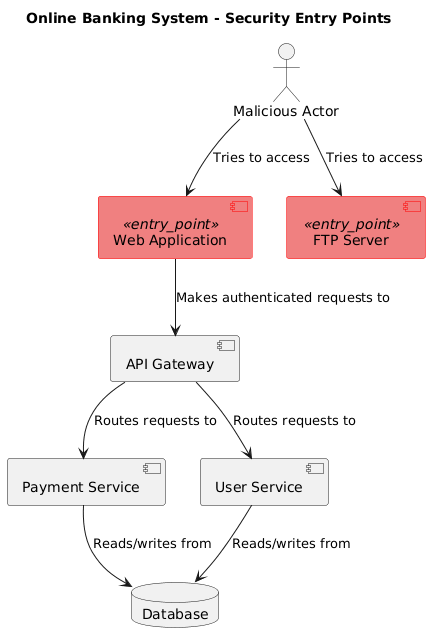 Online Banking System - Security Entry Points
Malicious Actor
Tries to access
Tries to access
«entry_point»
Web Application
«entry_point»
FTP Server
Makes authenticated requests to
API Gateway
Routes requests to
Routes requests to
Payment Service
User Service
Reads/writes from
Reads/writes from
Database